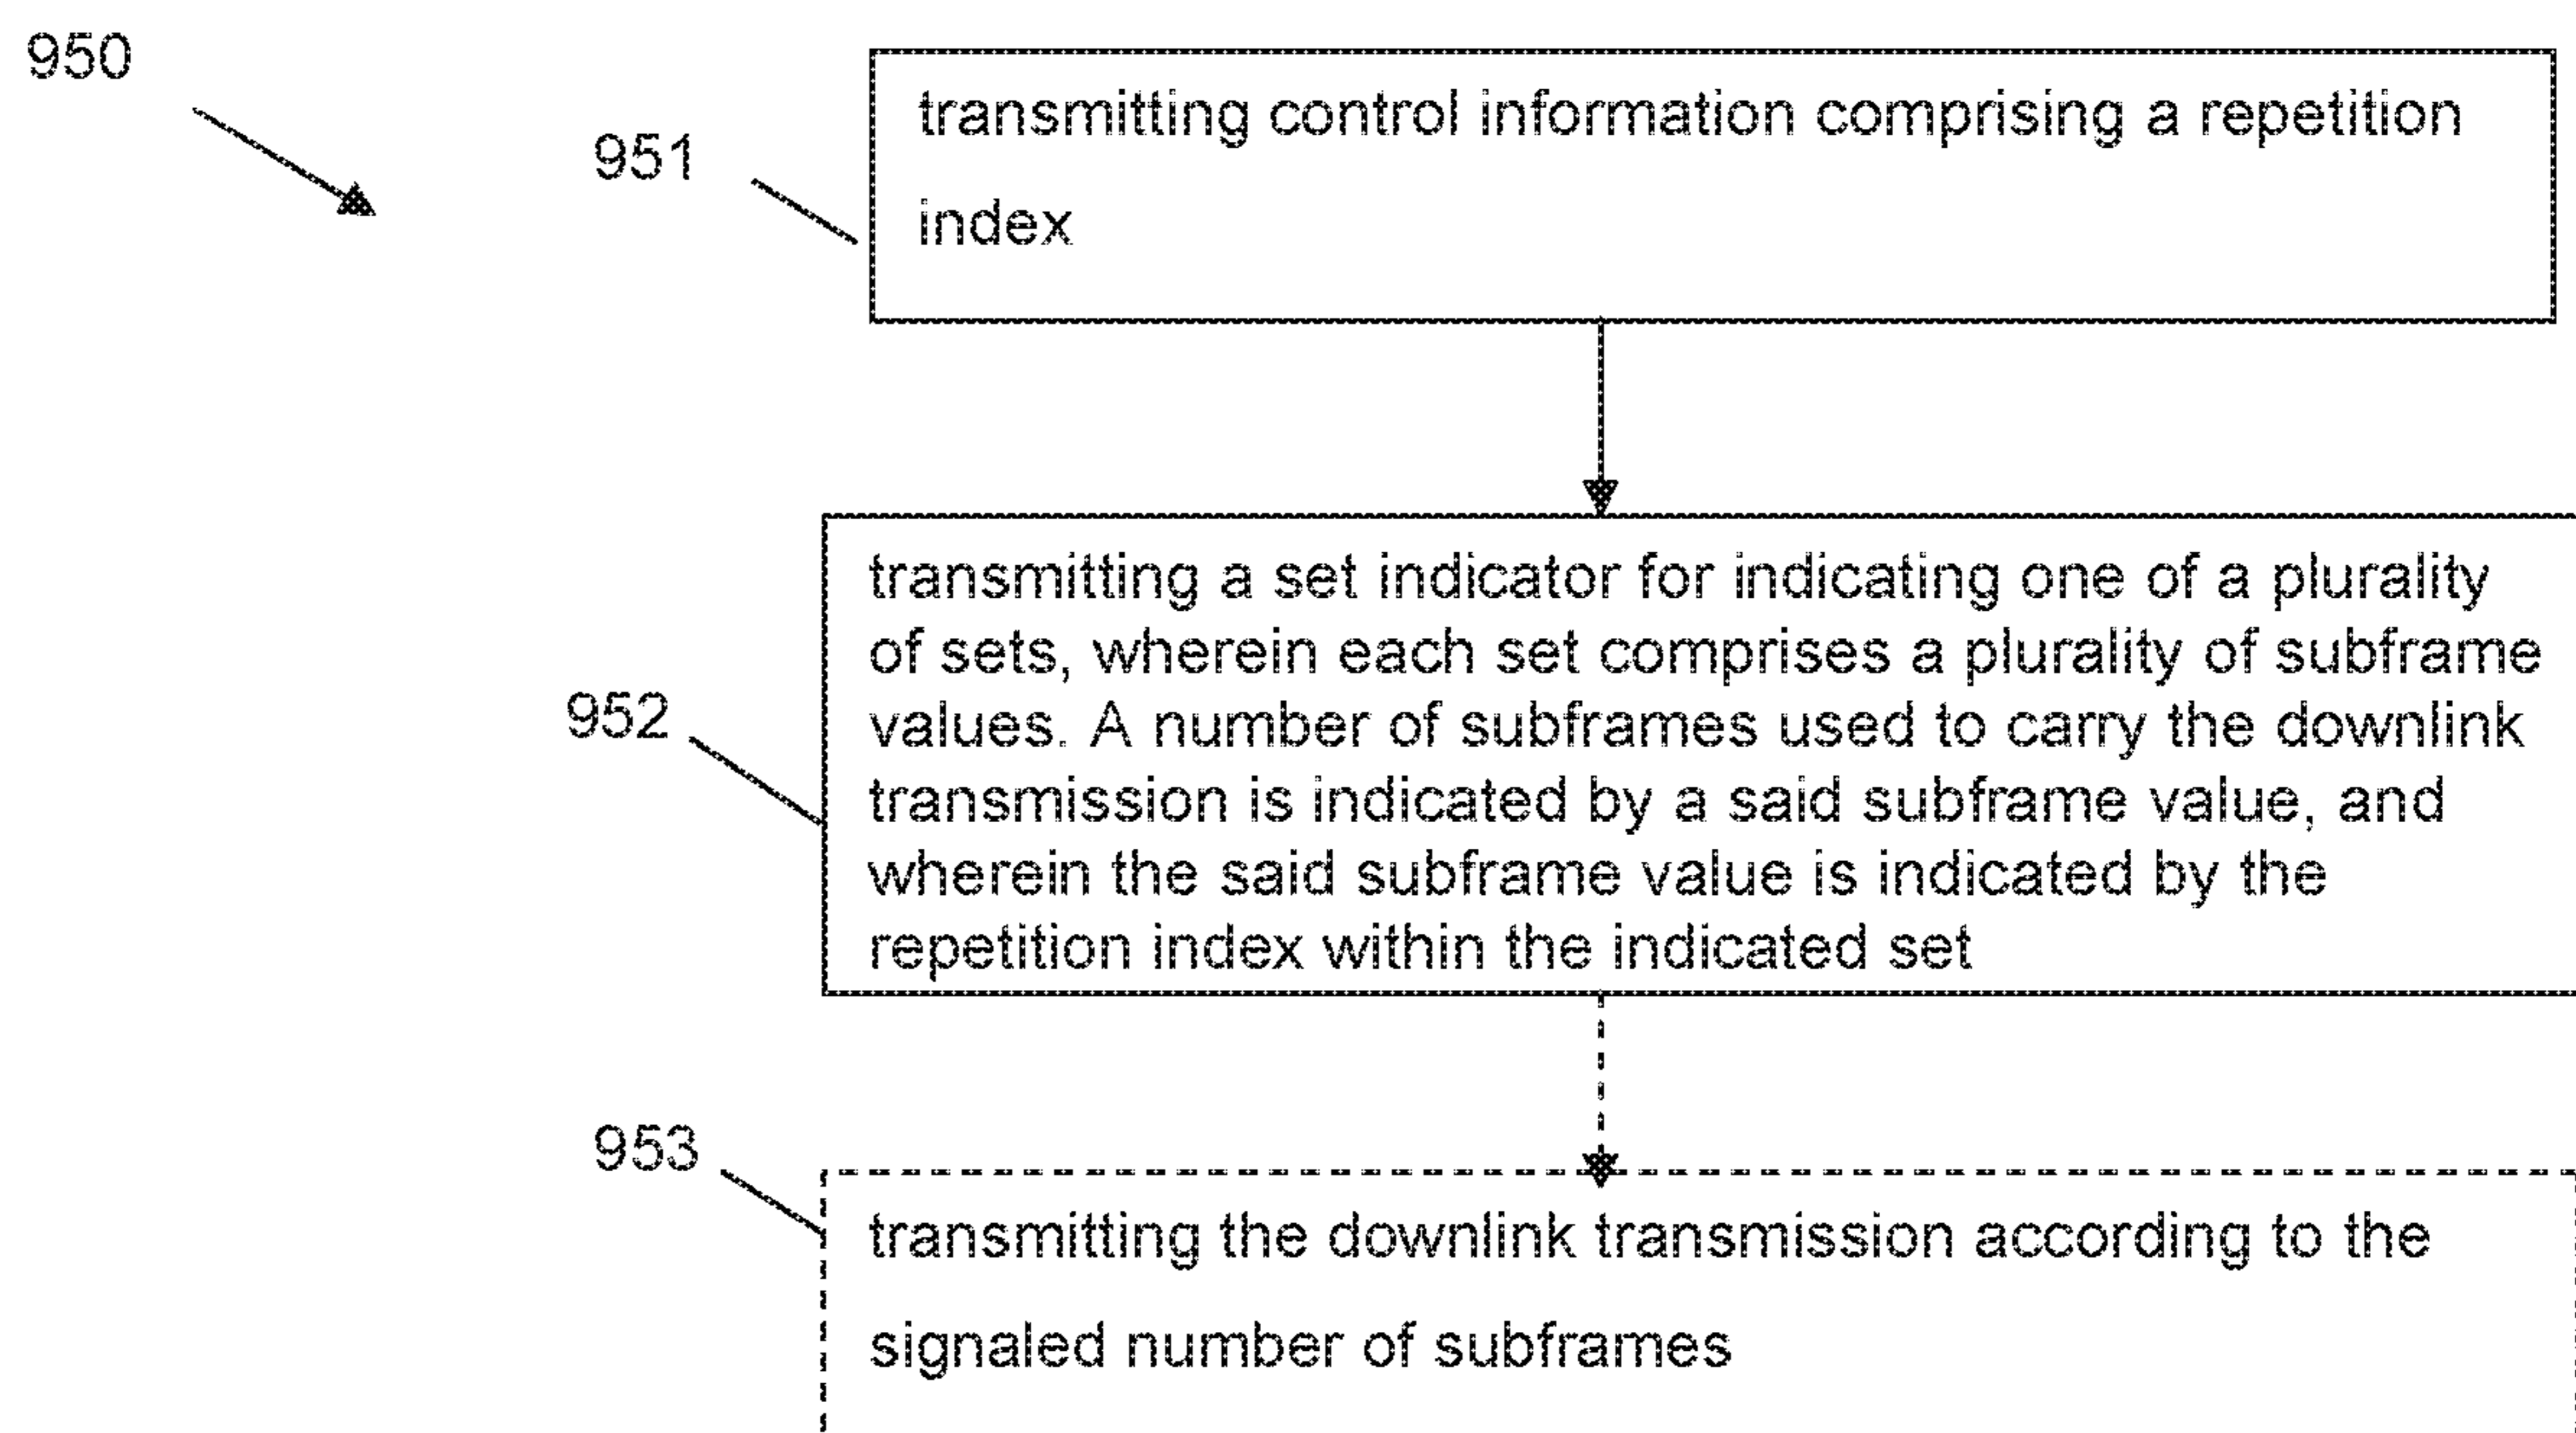 950
951
transmitting control information comprising a repetition
index
952
transmitting a set indicator for indicating one of a plurality
of sets, wherein each set comprises a plurality of subframe
values. A number of subframes used to carry the downlink
transmission is indicated by a said subframe value, and
wherein the said subframe value is indicated by the
repetition index within the indicated set
953
transmitting the downlink transmission according to the
signaled number of subframes